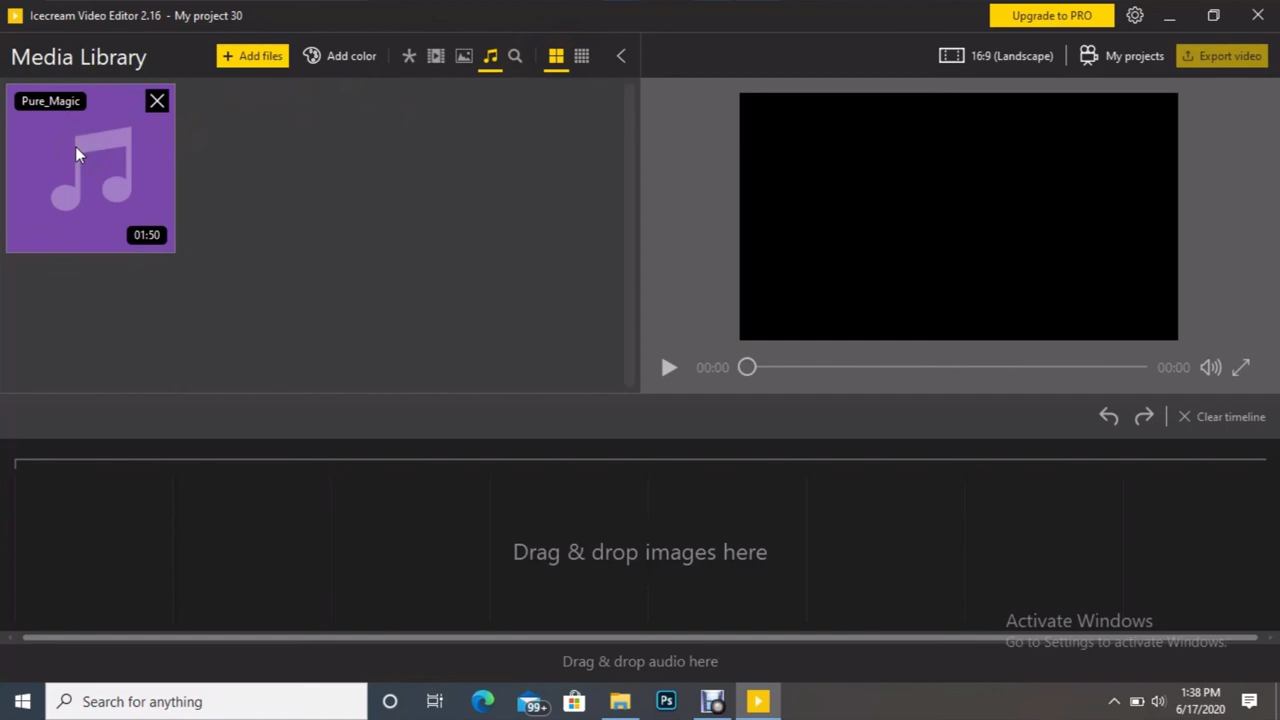 Icecream Video Editor 2.16 - My project 30
Upgrade to PRO
Media Library
Add files
Add color
16:9 (Landscape)
My projects
Export video
Pure_Magic
01:50
00:00
00:00
Clear timeline
Drag & drop images here
Activate Windows
Go to Settings to activate Windows.
Drag & drop audio here
Search for anything
99+
Ps
1:38 PM
6/17/2020